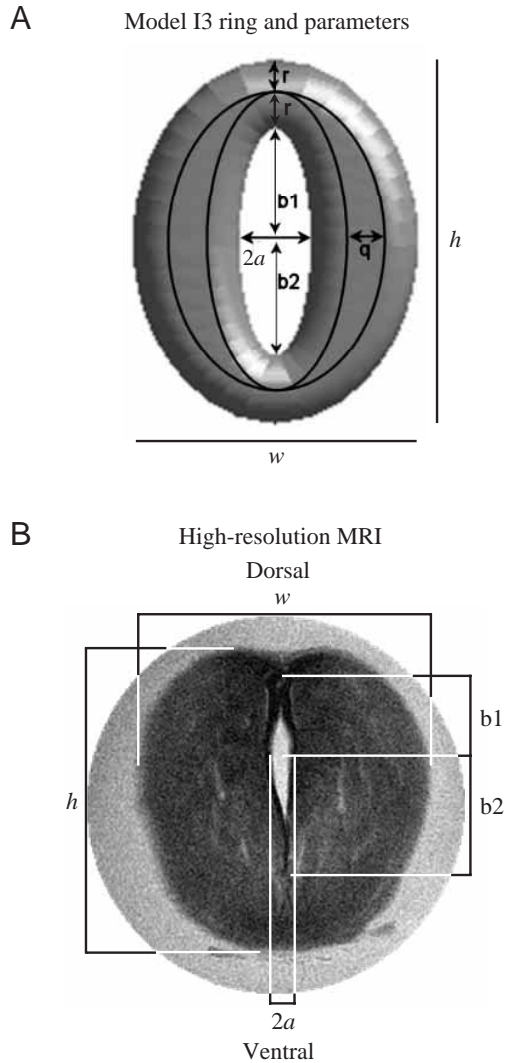 A
Model I3 ring and parameters
r
r
b1
2a
q
b2
h
w
B
High-resolution MRI
Dorsal
w
b1
h
b2
2a
Ventral